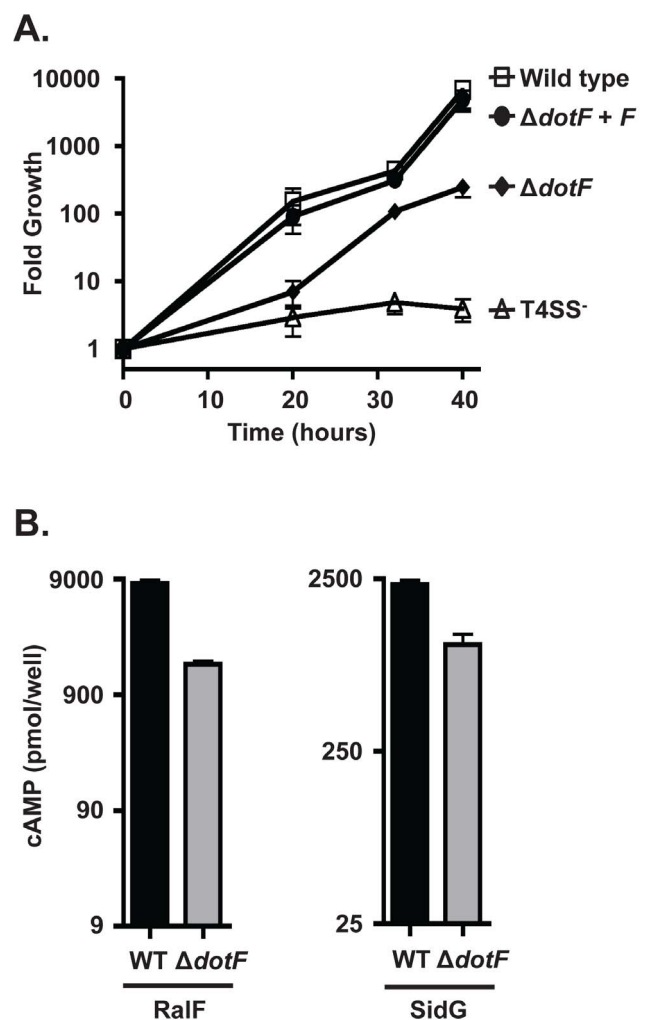 A.
10000
1000
100
10
1
Fold Growth
0 10 20 30 40
Time (hours)
Wild type
ΔdotF + F
ΔdotF
T4SS-
B.
9000
900
90
9
cAMP (pmol/well)
WT ΔdotF
RalF
2500
250
25
WT ΔdotF
SidG